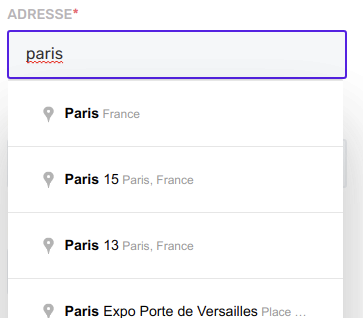 ADRESSE*
paris
Paris France
Paris 15 Paris, France
Paris 13 Paris, France
Paris Expo Porte de Versailles Place ...